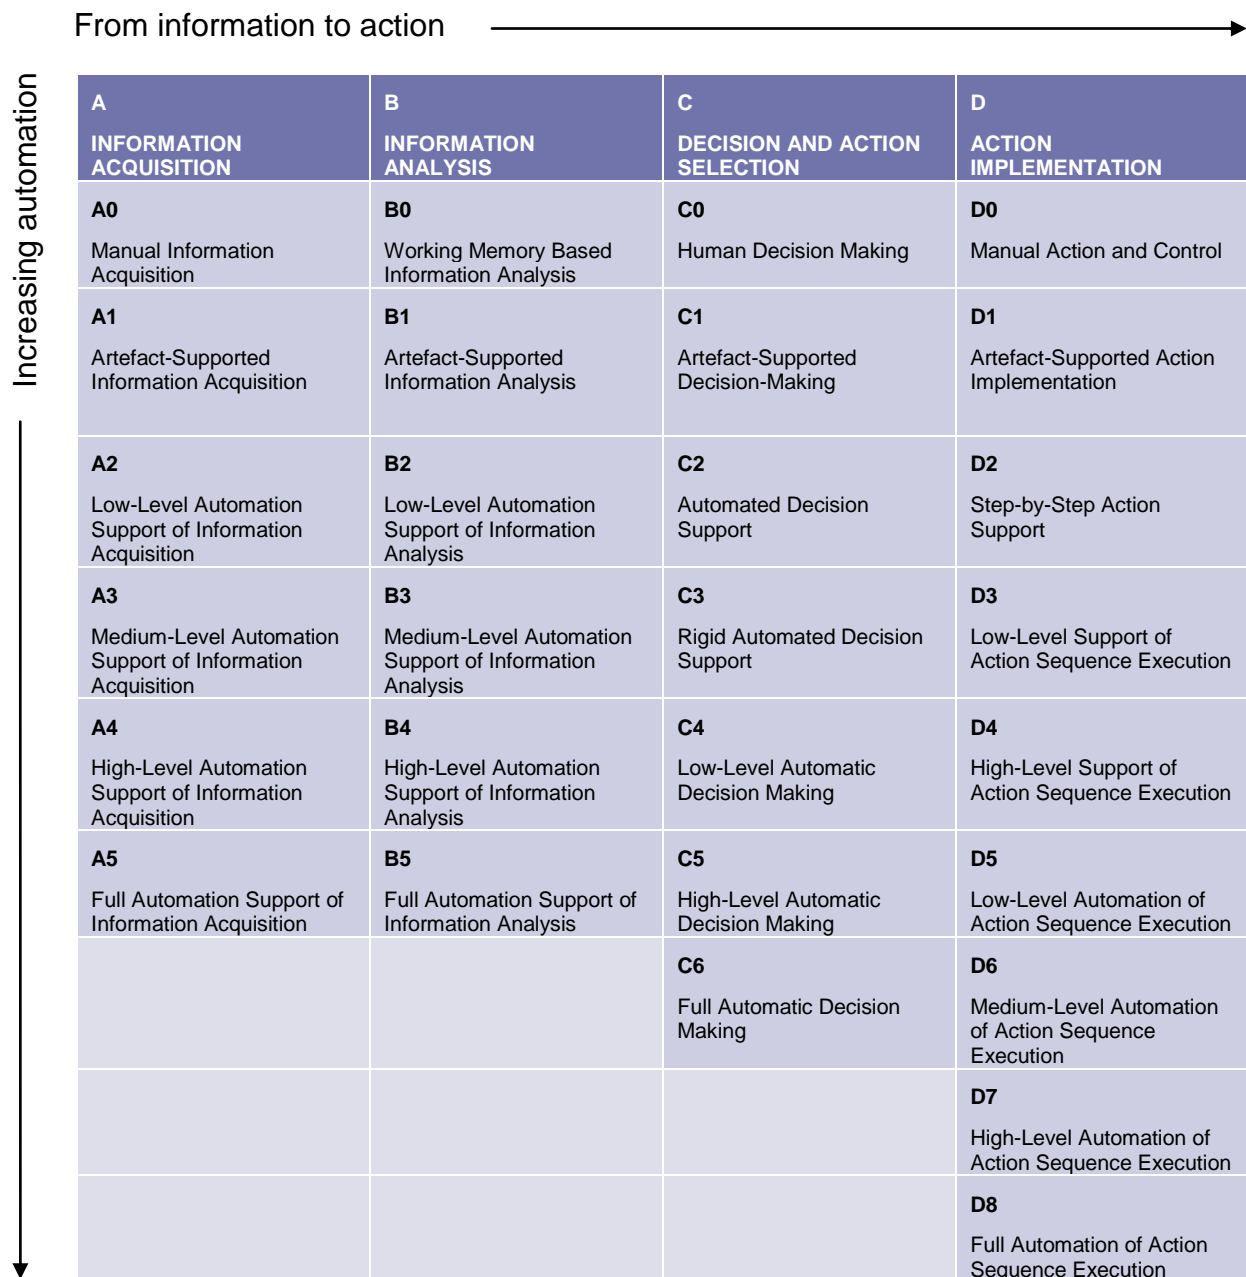 From information to action
Increasing automation
A
INFORMATION
ACQUISITION
B
INFORMATION
ANALYSIS
C
DECISION AND ACTION
SELECTION
D
ACTION
IMPLEMENTATION
A0
Manual Information
Acquisition
B0
Working Memory Based
Information Analysis
C0
Human Decision Making
D0
Manual Action and Control
A1
Artefact-Supported
Information Acquisition
B1
Artefact-Supported
Information Analysis
C1
Artefact-Supported
Decision-Making
D1
Artefact-Supported Action
Implementation
A2
Low-Level Automation
Support of Information
Acquisition
B2
Low-Level Automation
Support of Information
Analysis
C2
Automated Decision
Support
D2
Step-by-Step Action
Support
A3
Medium-Level Automation
Support of Information
Acquisition
B3
Medium-Level Automation
Support of Information
Analysis
C3
Rigid Automated Decision
Support
D3
Low-Level Support of
Action Sequence Execution
A4
High-Level Automation
Support of Information
Acquisition
B4
High-Level Automation
Support of Information
Analysis
C4
Low-Level Automatic
Decision Making
D4
High-Level Support of
Action Sequence Execution
A5
Full Automation Support of
Information Acquisition
B5
Full Automation Support of
Information Analysis
C5
High-Level Automatic
Decision Making
D5
Low-Level Automation of
Action Sequence Execution
C6
Full Automatic Decision
Making
D6
Medium-Level Automation
of Action Sequence
Execution
D7
High-Level Automation of
Action Sequence Execution
D8
Full Automation of Action
Sequence Execution